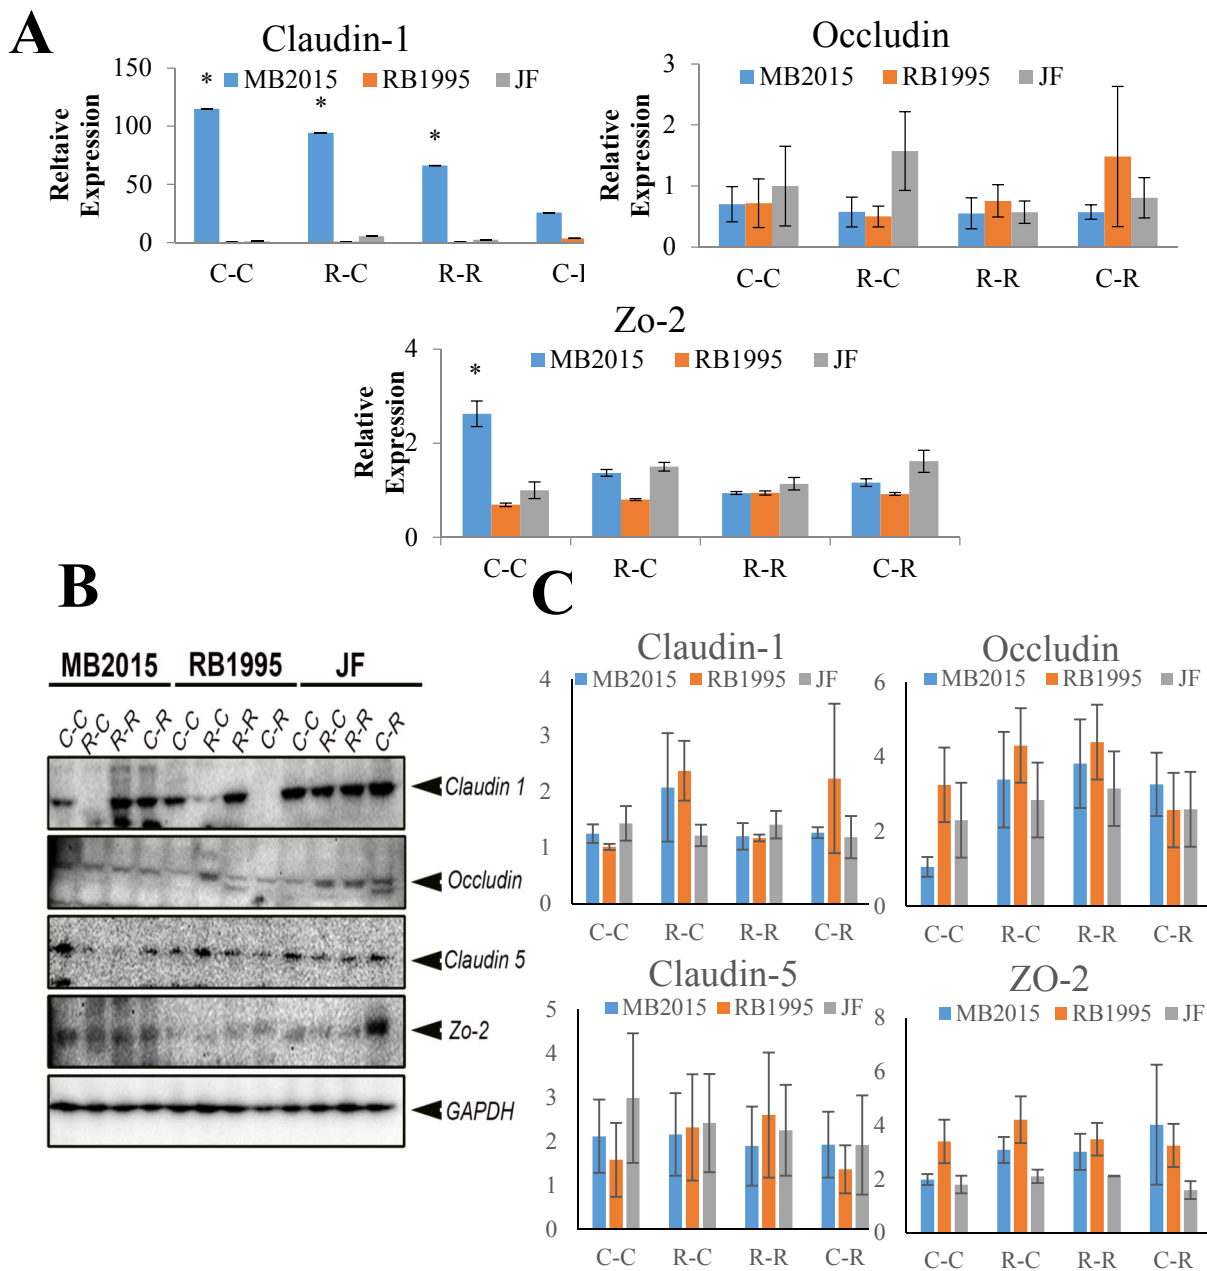 A
Claudin-1
MB2015 RB1995 JF
Reltaive Expression
150
100
50
0
* * *
C-C R-C R-R
Occludin
MB2015 RB1995 JF
Relative Expression
3
2
1
0
C-C R-C R-R C-R
Zo-2
MB2015 RB1995 JF
Relative Expression
4
2
0
*
C-C R-C R-R C-R
B
MB2015 RB1995 JF
C-C R-C R-R C-R C-C R-C R-R C-R C-C R-C R-R C-R
Claudin 1
Occludin
Claudin 5
Zo-2
GAPDH
C
Claudin-1
MB2015 RB1995 JF
4
3
2
1
0
C-C R-C R-R C-R
Occludin
MB2015 RB1995 JF
6
4
2
0
C-C R-C R-R C-R
Claudin-5
MB2015 RB1995 JF
5
4
3
2
1
0
C-C R-C R-R C-R
ZO-2
MB2015 RB1995 JF
8
6
4
2
0
C-C R-C R-R C-R